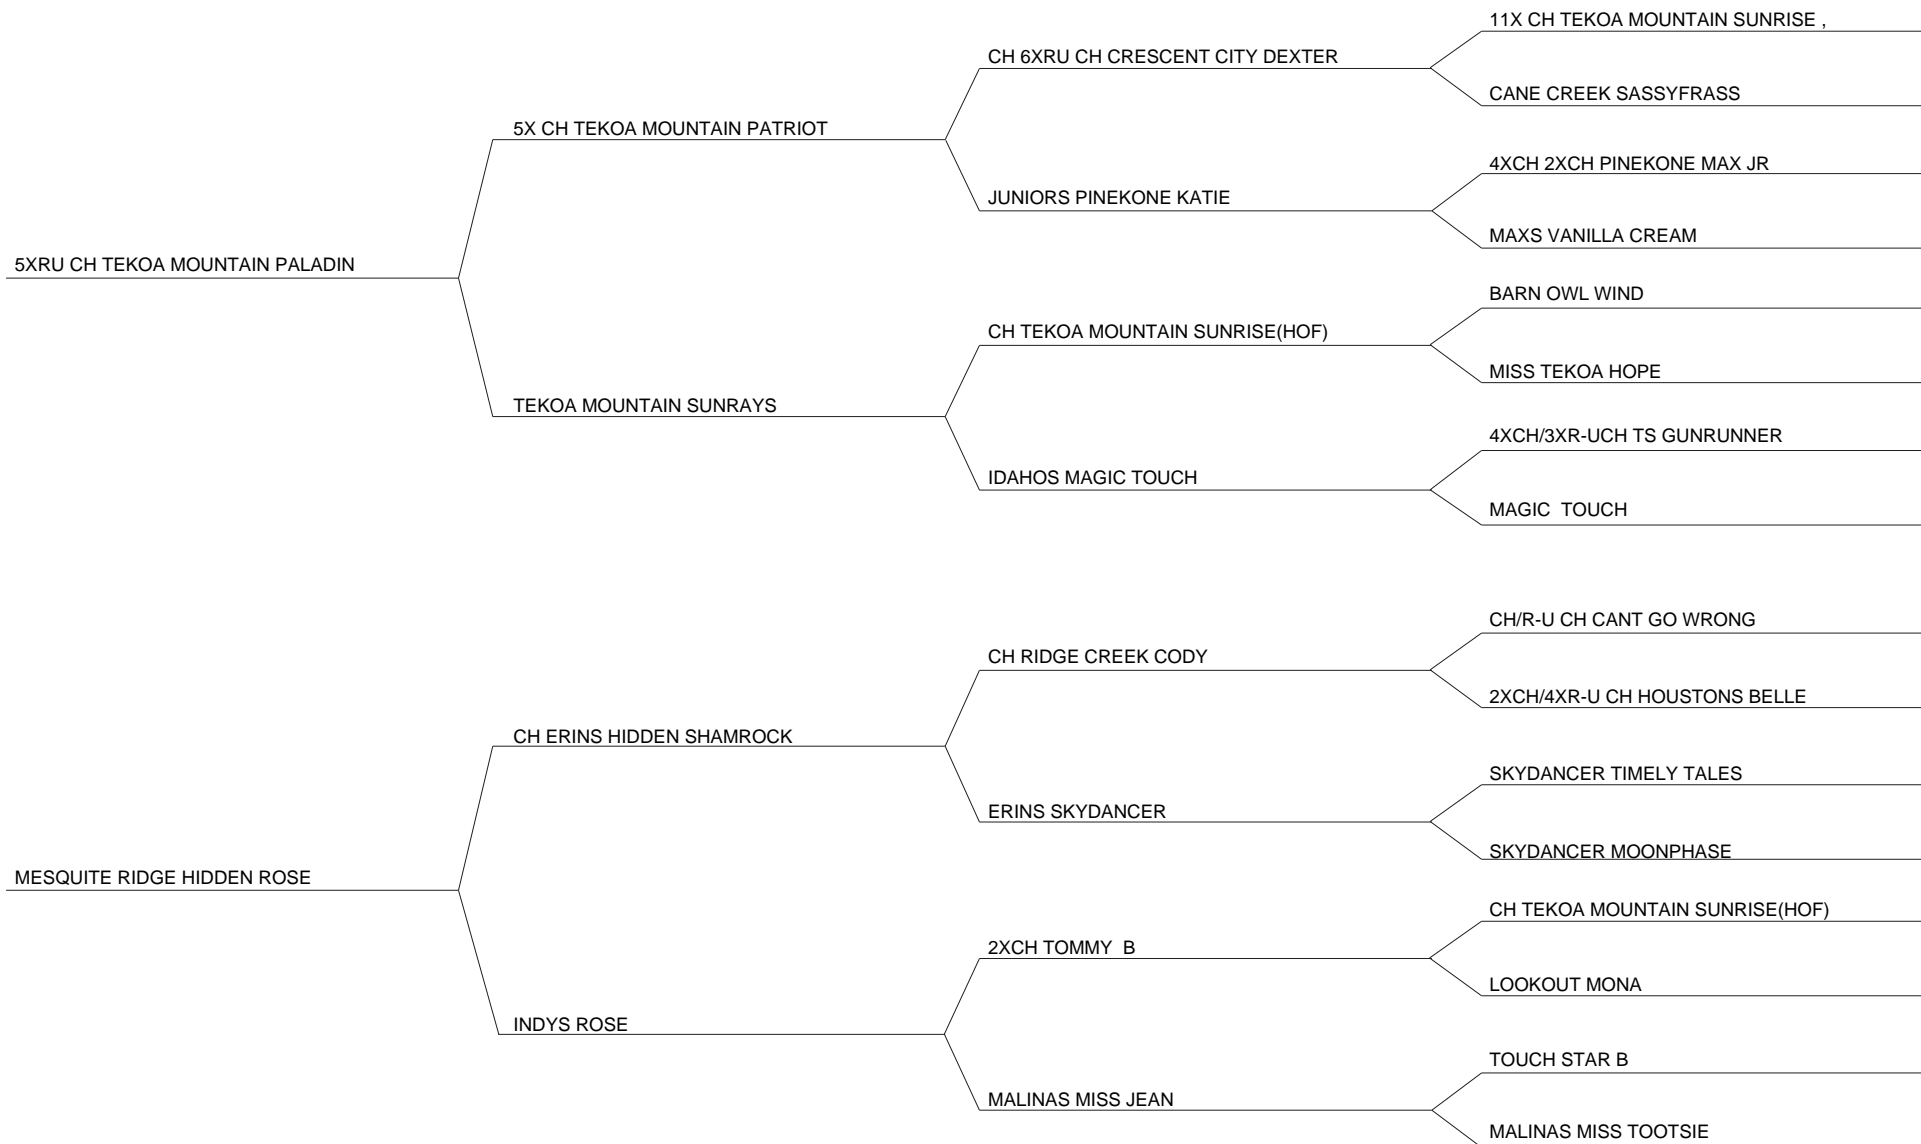 11X CH TEKOA MOUNTAIN SUNRISE ,
CH 6XRU CH CRESCENT CITY DEXTER
CANE CREEK SASSYFRASS
5X CH TEKOA MOUNTAIN PATRIOT
4XCH 2XCH PINEKONE MAX JR
JUNIORS PINEKONE KATIE
MAXS VANILLA CREAM
5XRU CH TEKOA MOUNTAIN PALADIN
BARN OWL WIND
CH TEKOA MOUNTAIN SUNRISE(HOF)
MISS TEKOA HOPE
TEKOA MOUNTAIN SUNRAYS
4XCH/3XR-UCH TS GUNRUNNER
IDAHOS MAGIC TOUCH
MAGIC  TOUCH
CH/R-U CH CANT GO WRONG
CH RIDGE CREEK CODY
2XCH/4XR-U CH HOUSTONS BELLE
CH ERINS HIDDEN SHAMROCK
SKYDANCER TIMELY TALES
ERINS SKYDANCER
SKYDANCER MOONPHASE
MESQUITE RIDGE HIDDEN ROSE
CH TEKOA MOUNTAIN SUNRISE(HOF)
2XCH TOMMY  B
LOOKOUT MONA
INDYS ROSE
TOUCH STAR B
MALINAS MISS JEAN
MALINAS MISS TOOTSIE